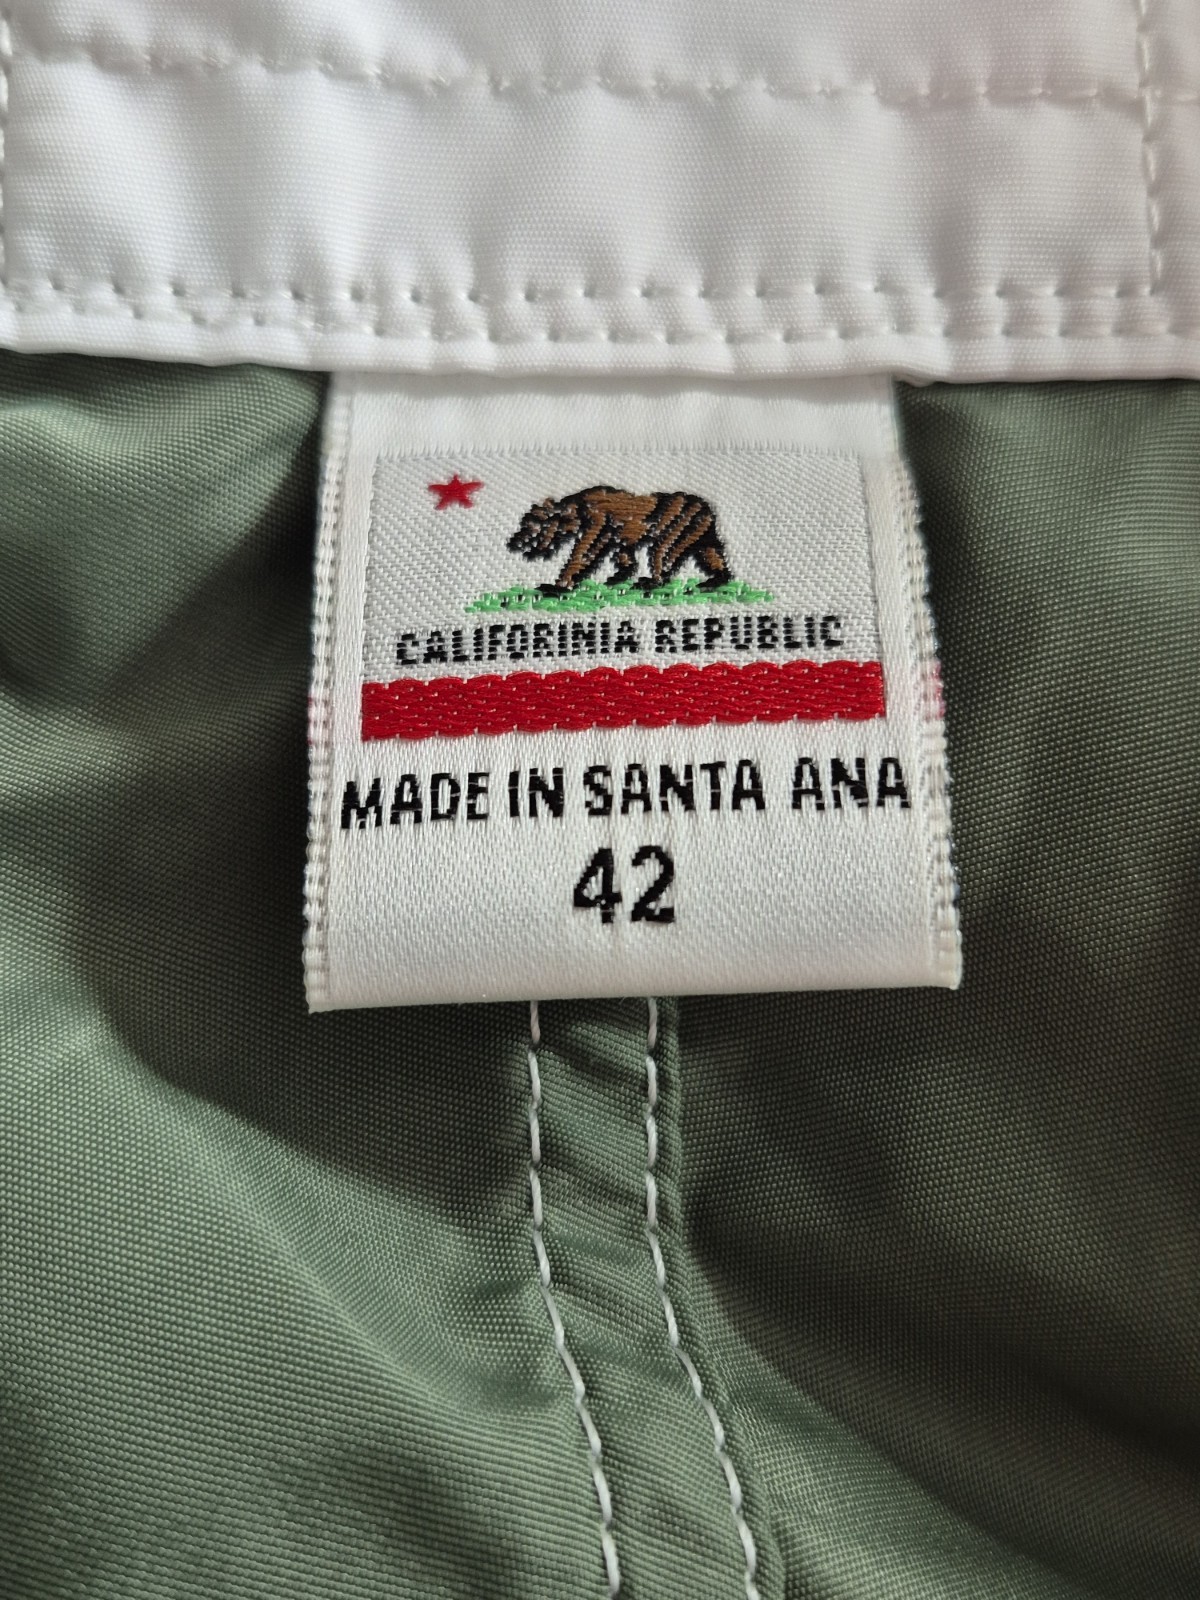 CALIFORINIA REPUBLIC
MADE IN SANTA ANA
42